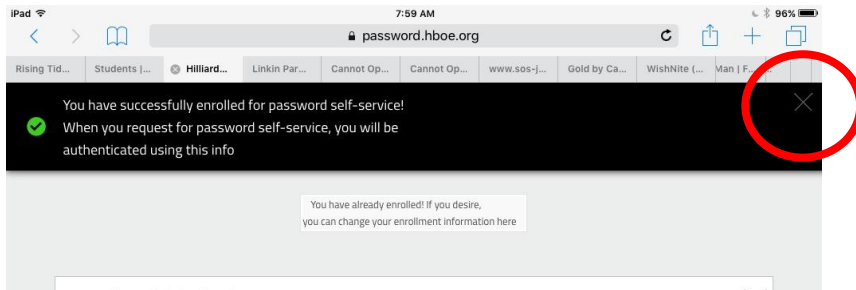 iPad 7:59 AM 96%
password.hboe.org
Rising Tid... Students |... Hilliard... Linkin Par... Cannot Op... Cannot Op... www.sos-j... Gold by Ca... WishNite (... Man | F...
You have successfully enrolled for password self-service!
When you request for password self-service, you will be
authenticated using this info
You have already enrolled! If you desire,
you can change your enrollment information here